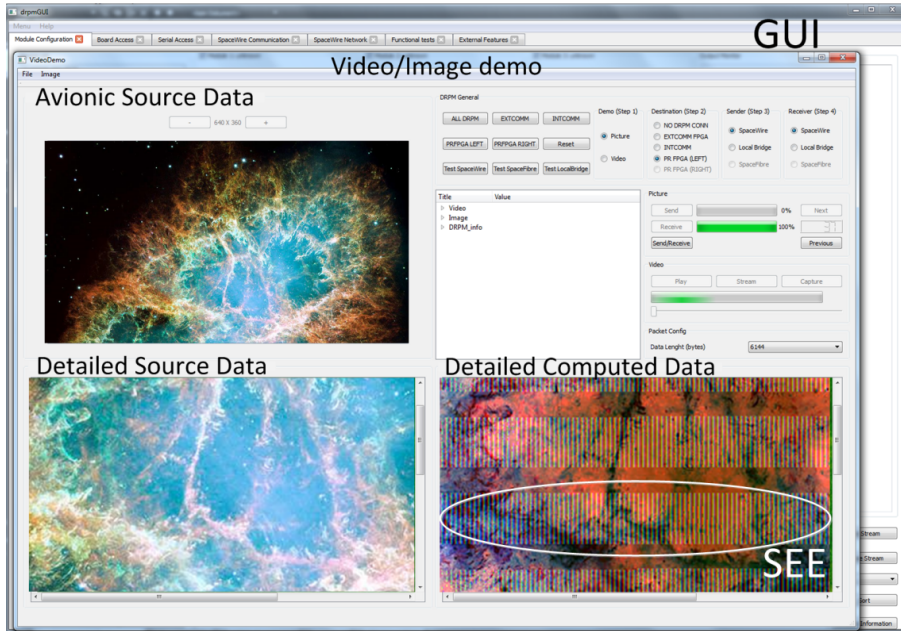 drpmGUI
Menu Help
GUI
Module Configuration Board Access Serial Access SpaceWire Communication SpaceWire Network Functional tests External Features
VideoDemo
Video/Image demo
File Image
Avionic Source Data
- 640 X 360 +
DRPM General
ALL DRPM EXTCOMM INTCOMM
PRFPGA LEFT PRFPGA RIGHT Reset
Test SpaceWire Test SpaceFibre Test LocalBridge
Demo (Step 1)
Picture
Video
Destination (Step 2)
NO DRPM CONN
EXTCOMM FPGA
INTCOMM
PR FPGA (LEFT)
PR FPGA (RIGHT)
Sender (Step 3)
SpaceWire
Local Bridge
SpaceFibre
Receiver (Step 4)
SpaceWire
Local Bridge
SpaceFibre
Title Value
Video
Image
DRPM_info
Picture
Send 0% Next
Receive 100%
Send/Receive Previous
Video
Play Stream Capture
Packet Config
Data Lenght (bytes) 6144
Detailed Source Data
Detailed Computed Data
SEE
Stream
Stream
Information